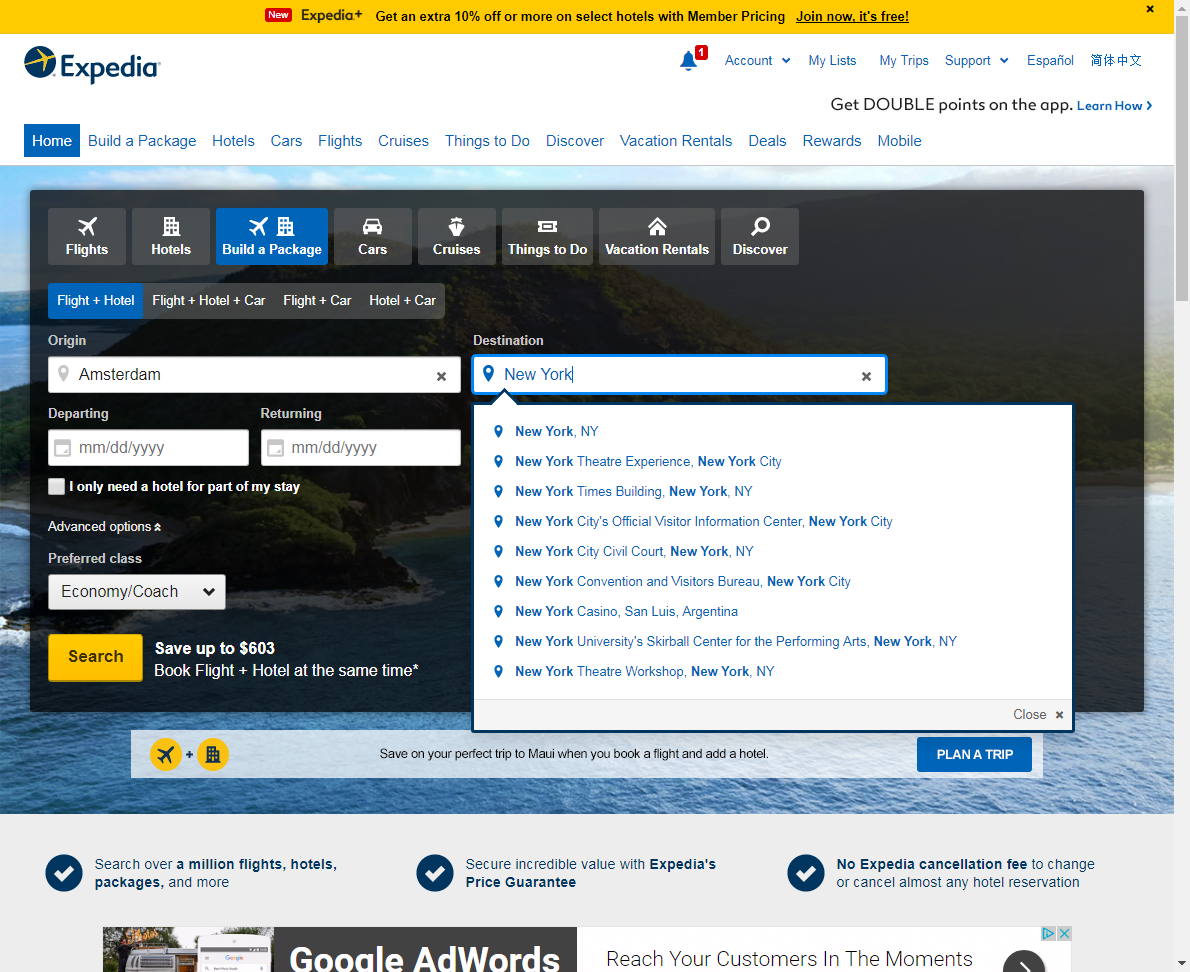 New Expedia+ Get an extra 10% off or more on select hotels with Member Pricing Join now, it's free!
Expedia
1 Account My Lists My Trips Support Español 简体中文
Get DOUBLE points on the app. Learn How
Home Build a Package Hotels Cars Flights Cruises Things to Do Discover Vacation Rentals Deals Rewards Mobile
Flights Hotels Build a Package Cars Cruises Things to Do Vacation Rentals Discover
Flight + Hotel Flight + Hotel + Car Flight + Car Hotel + Car
Origin Destination
Amsterdam New York
Departing Returning
mm/dd/yyyy mm/dd/yyyy
I only need a hotel for part of my stay
Advanced options
Preferred class
Economy/Coach
Search
Save up to $603
Book Flight + Hotel at the same time*
New York, NY
New York Theatre Experience, New York City
New York Times Building, New York, NY
New York City's Official Visitor Information Center, New York City
New York City Civil Court, New York, NY
New York Convention and Visitors Bureau, New York City
New York Casino, San Luis, Argentina
New York University's Skirball Center for the Performing Arts, New York, NY
New York Theatre Workshop, New York, NY
Close
+ Save on your perfect trip to Maui when you book a flight and add a hotel. PLAN A TRIP
Search over a million flights, hotels,
packages, and more
Secure incredible value with Expedia's
Price Guarantee
No Expedia cancellation fee to change
or cancel almost any hotel reservation
Google
Google AdWords
Reach Your Customers In The Moments